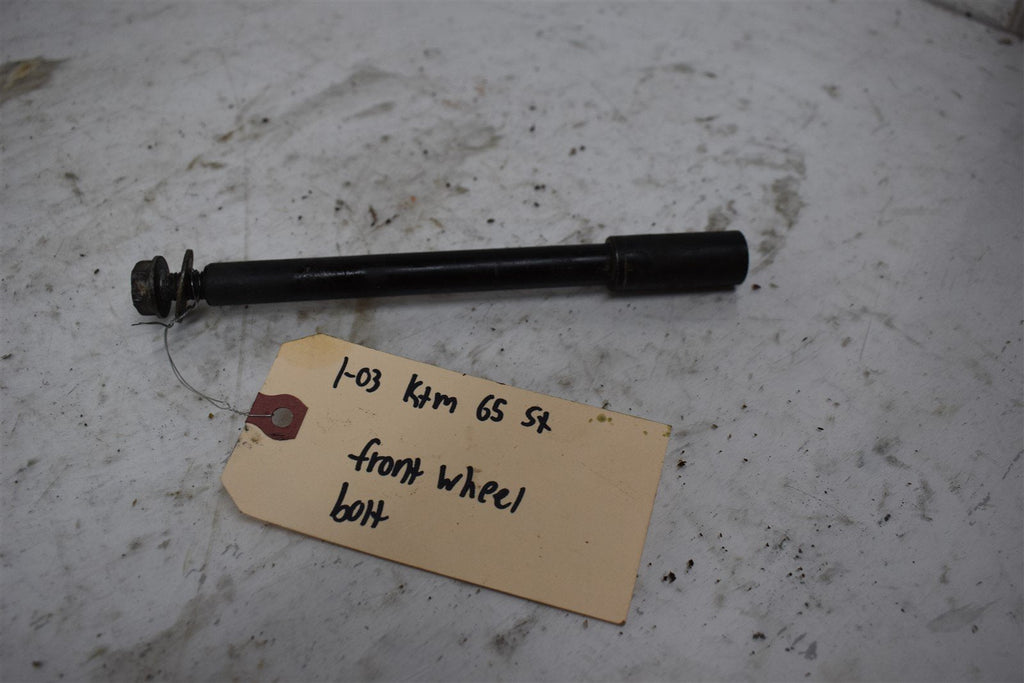 1-03 Ktm 65 Sx
front wheel
bolt